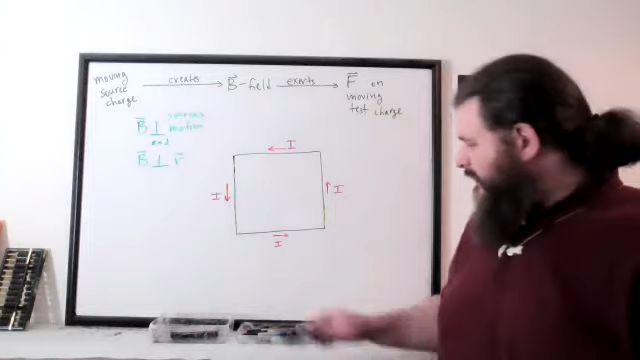 moving creates B⃗-field exerts F⃗ on
source moving
charge test charge
B⃗ ⊥ source's
motion
and
B⃗ ⊥ r⃗
← I
I ↓
↑ I
→
I